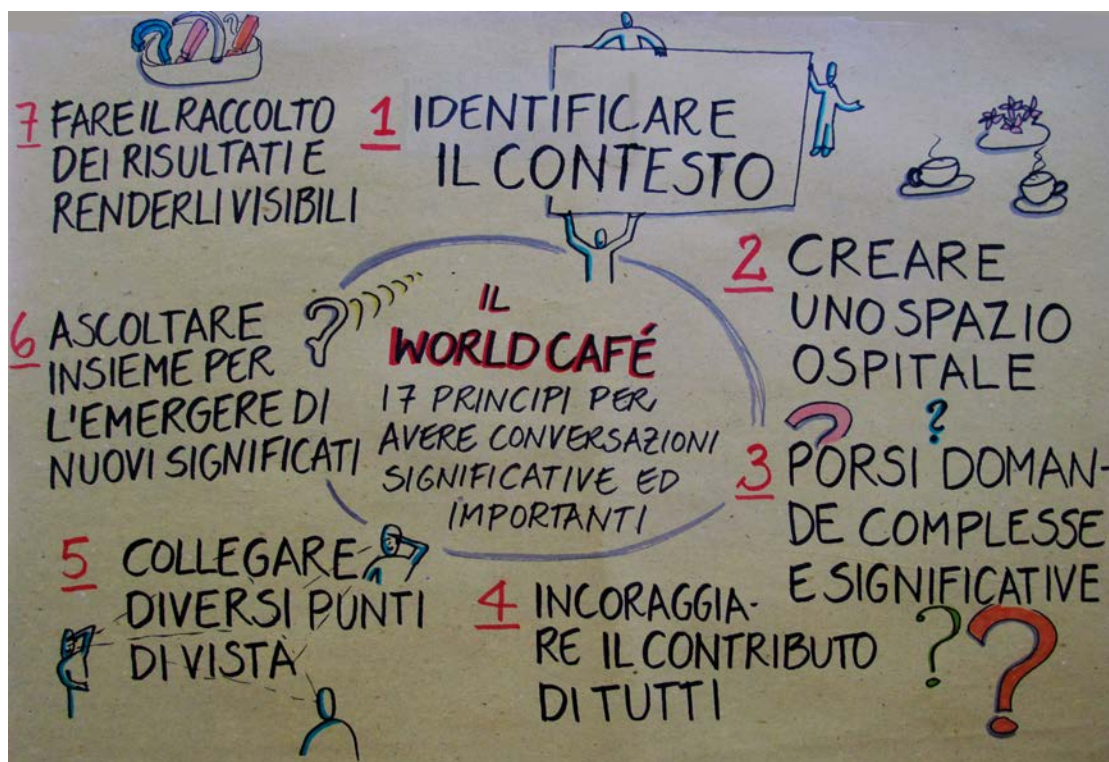 IL
WORLD CAFÉ
I 7 PRINCIPI PER
AVERE CONVERSAZIONI
SIGNIFICATIVE ED
IMPORTANTI
1 IDENTIFICARE
IL CONTESTO
2 CREARE
UNO SPAZIO
OSPITALE
3 PORSI DOMAN-
DE COMPLESSE
E SIGNIFICATIVE
4 INCORAGGIA-
RE IL CONTRIBUTO
DI TUTTI
5 COLLEGARE
DIVERSI PUNTI
DI VISTA
6 ASCOLTARE
INSIEME PER
L'EMERGERE DI
NUOVI SIGNIFICATI
7 FARE IL RACCOLTO
DEI RISULTATI E
RENDERLI VISIBILI